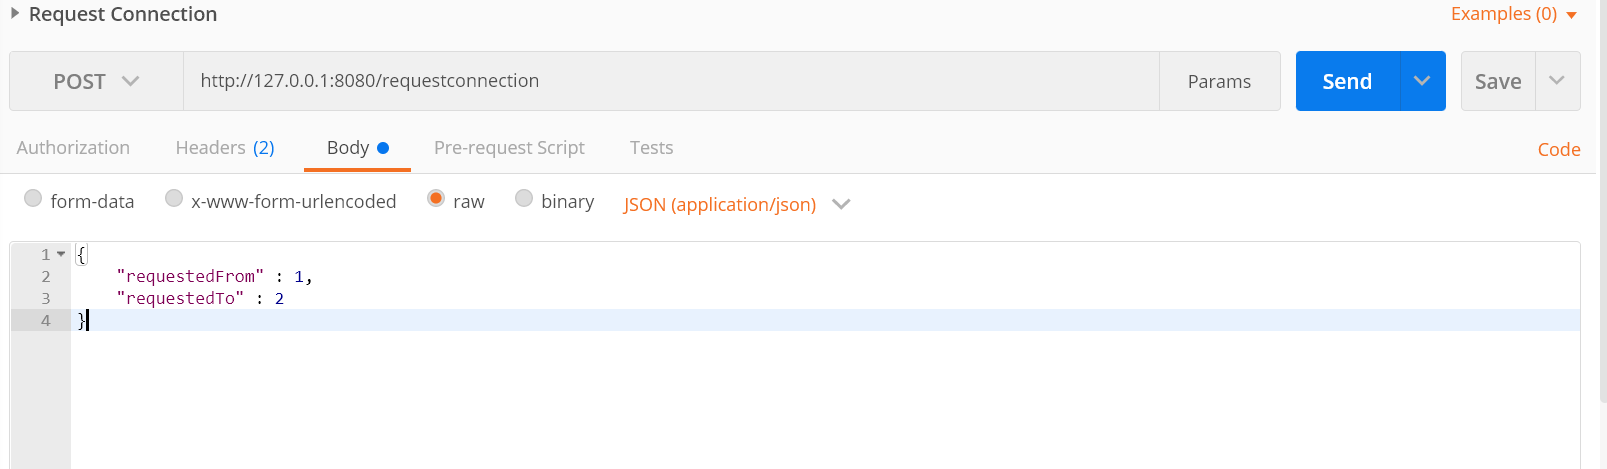 Request Connection Examples (0)
POST http://127.0.0.1:8080/requestconnection Params Send Save
Authorization Headers (2) Body Pre-request Script Tests Code
form-data x-www-form-urlencoded raw binary JSON (application/json)
1 {
2 "requestedFrom" : 1,
3 "requestedTo" : 2
4 }